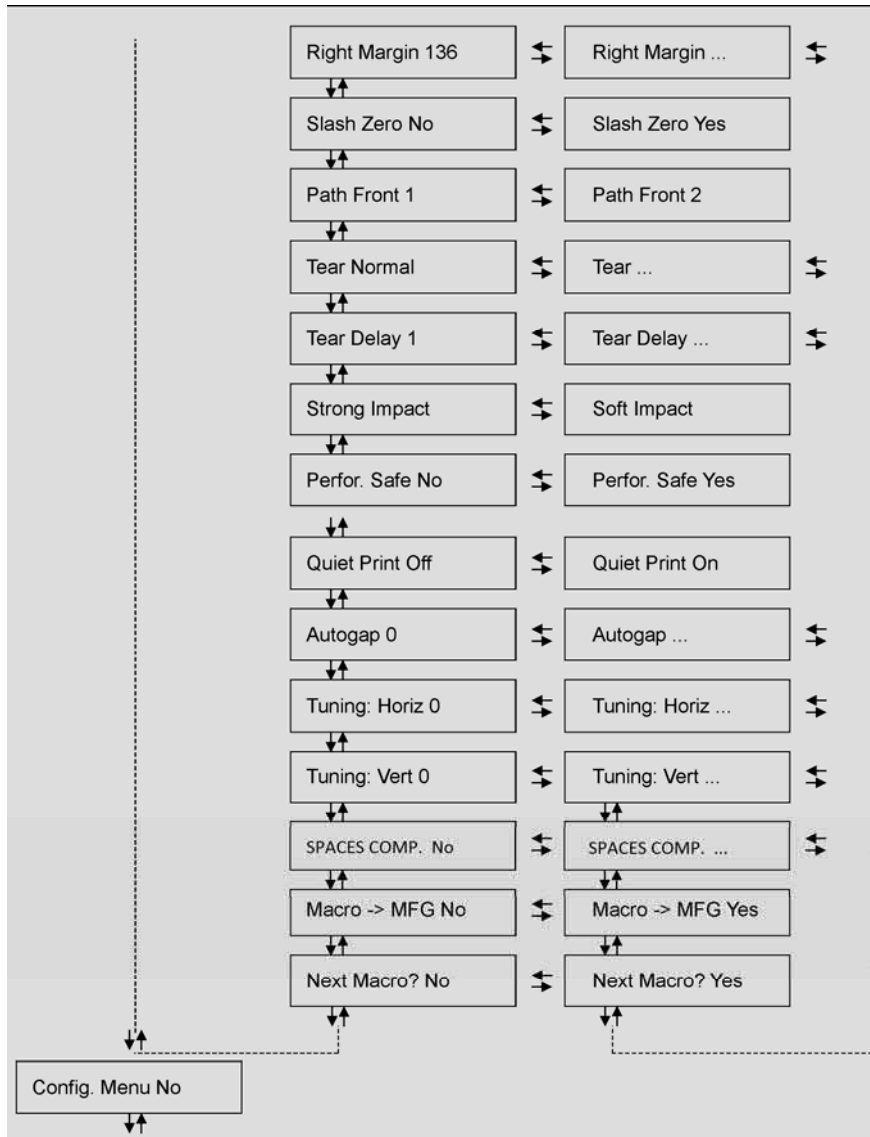 Right Margin 136
Right Margin ...
Slash Zero No
Slash Zero Yes
Path Front 1
Path Front 2
Tear Normal
Tear ...
Tear Delay 1
Tear Delay ...
Strong Impact
Soft Impact
Perfor. Safe No
Perfor. Safe Yes
Quiet Print Off
Quiet Print On
Autogap 0
Autogap ...
Tuning: Horiz 0
Tuning: Horiz ...
Tuning: Vert 0
Tuning: Vert ...
SPACES COMP. No
SPACES COMP. ...
Macro -> MFG No
Macro -> MFG Yes
Next Macro? No
Next Macro? Yes
Config. Menu No